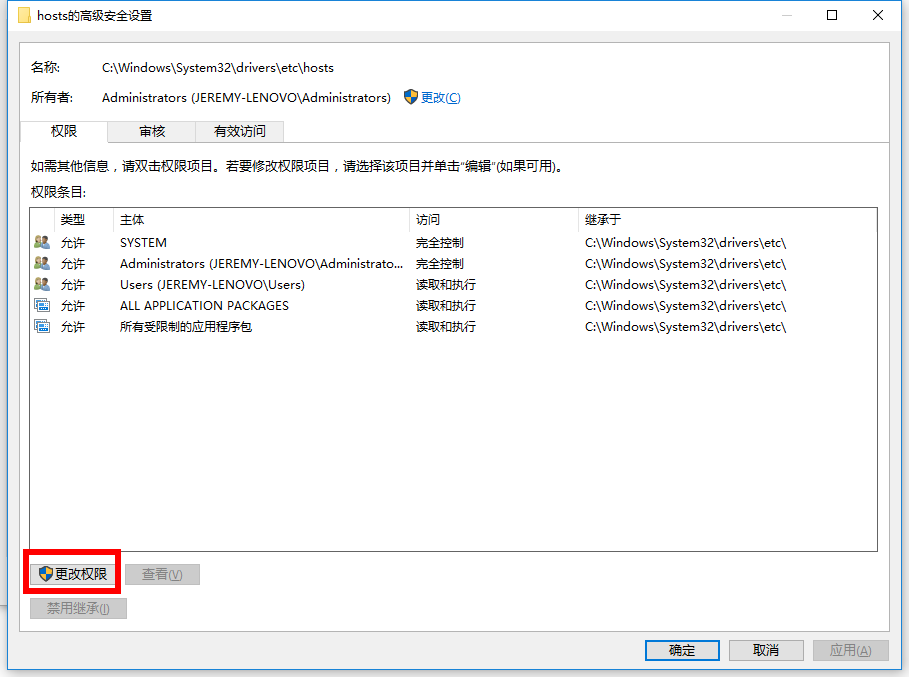 hosts的高级安全设置
名称: C:\Windows\System32\drivers\etc\hosts
所有者: Administrators (JEREMY-LENOVO\Administrators) 更改(C)
权限 审核 有效访问
如需其他信息，请双击权限项目。若要修改权限项目，请选择该项目并单击“编辑”(如果可用)。
权限条目:
类型 主体 访问 继承于
允许 SYSTEM 完全控制 C:\Windows\System32\drivers\etc\
允许 Administrators (JEREMY-LENOVO\Administrato... 完全控制 C:\Windows\System32\drivers\etc\
允许 Users (JEREMY-LENOVO\Users) 读取和执行 C:\Windows\System32\drivers\etc\
允许 ALL APPLICATION PACKAGES 读取和执行 C:\Windows\System32\drivers\etc\
允许 所有受限制的应用程序包 读取和执行 C:\Windows\System32\drivers\etc\
更改权限 查看(V)
禁用继承(I)
确定 取消 应用(A)